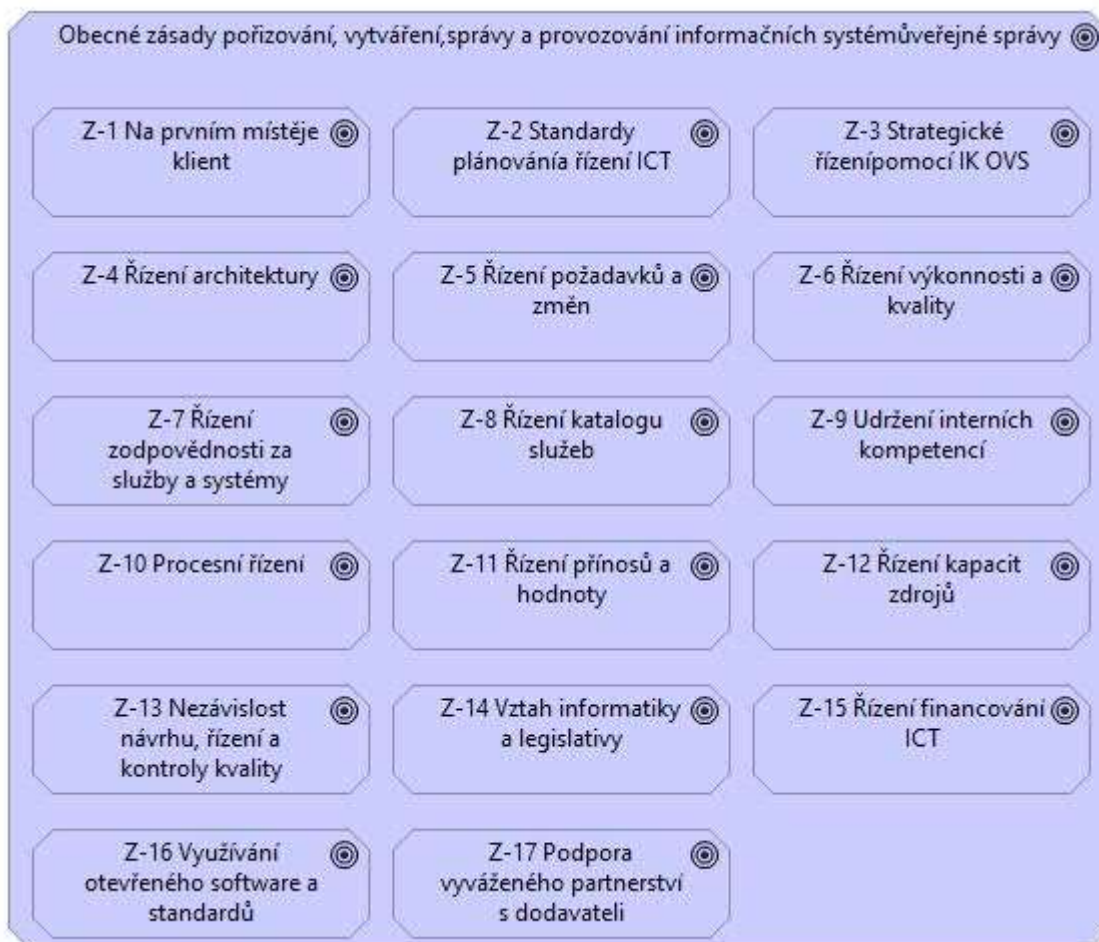 Obecné zásady pořizování, vytváření,správy a provozování informačních systémůveřejné správy
Z-1 Na prvním místěje
klient
Z-2 Standardy
plánovánía řízení ICT
Z-3 Strategické
řízenípomocí IK OVS
Z-4 Řízení architektury
Z-5 Řízení požadavků a
změn
Z-6 Řízení výkonnosti a
kvality
Z-7 Řízení
zodpovědnosti za
služby a systémy
Z-8 Řízení katalogu
služeb
Z-9 Udržení interních
kompetencí
Z-10 Procesní řízení
Z-11 Řízení přínosů a
hodnoty
Z-12 Řízení kapacit
zdrojů
Z-13 Nezávislost
návrhu, řízení a
kontroly kvality
Z-14 Vztah informatiky
a legislativy
Z-15 Řízení financování
ICT
Z-16 Využívání
otevřeného software a
standardů
Z-17 Podpora
vyváženého partnerství
s dodavateli